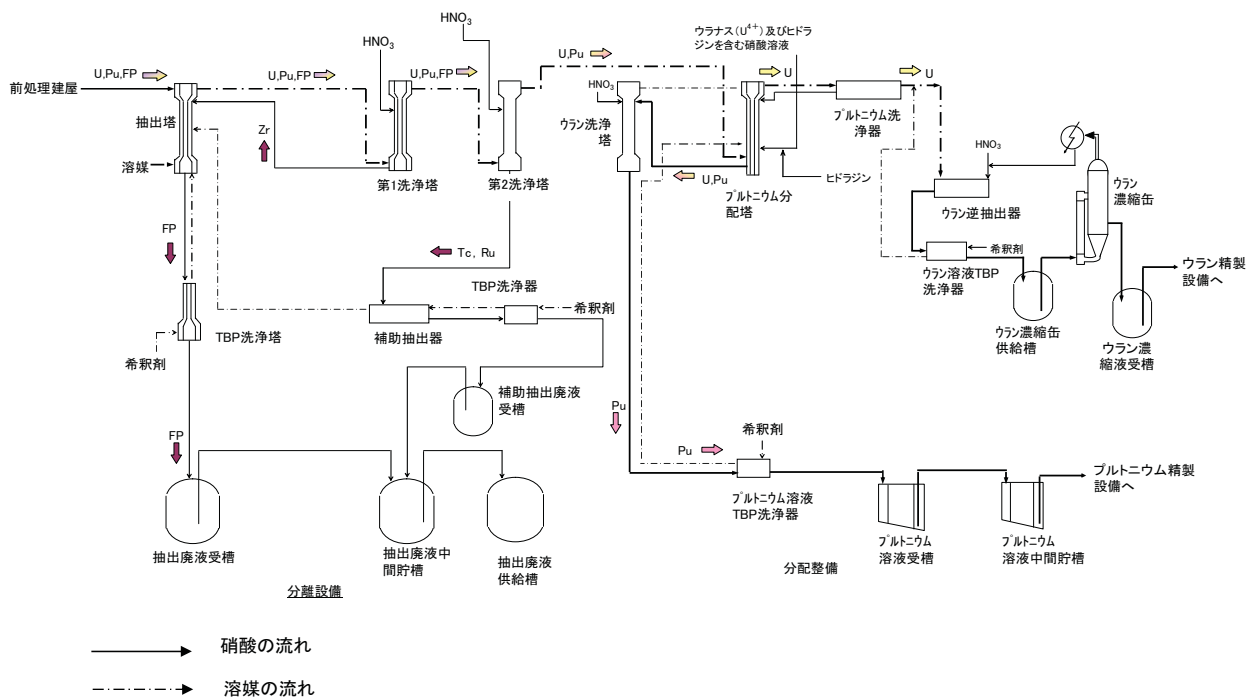 HNO₃
HNO₃
ウラナス(U⁴⁺)及びヒドラ
ジンを含む硝酸溶液
U,Pu
U,Pu,FP
U,Pu,FP
U,Pu,FP
U
U
前処理建屋
HNO₃
抽出塔
ウラン洗浄
塔
プルトニウム洗
浄器
Zr
溶媒
HNO₃
第1洗浄塔
第2洗浄塔
U,Pu
ヒドラジン
プルトニウム分
配塔
ウラン
濃縮缶
ウラン逆抽出器
FP
Tc, Ru
希釈剤
ウラン溶液TBP
洗浄器
ウラン精製
設備へ
TBP洗浄器
希釈剤
TBP洗浄塔
補助抽出器
希釈剤
ウラン濃縮缶
供給槽
ウラン濃
縮液受槽
補助抽出廃液
受槽
Pu
FP
希釈剤
Pu
プルトニウム精製
設備へ
プルトニウム溶液
TBP洗浄器
抽出廃液受槽
抽出廃液中
間貯槽
抽出廃液
供給槽
プルトニウム
溶液受槽
プルトニウム
溶液中間貯槽
分離設備
分配整備
硝酸の流れ
溶媒の流れ